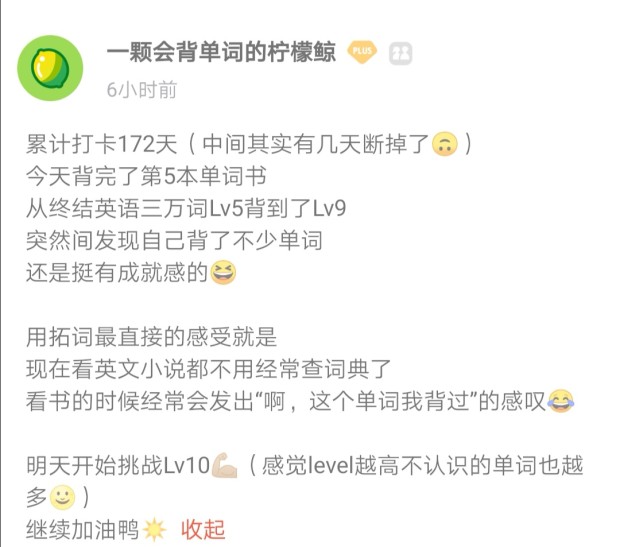 一颗会背单词的柠檬鲸 PLUS
6小时前
累计打卡172天（中间其实有几天断掉了🙃）
今天背完了第5本单词书
从终结英语三万词Lv5背到了Lv9
突然间发现自己背了不少单词
还是挺有成就感的😆
用拓词最直接的感受就是
现在看英文小说都不用经常查词典了
看书的时候经常会发出“啊，这个单词我背过”的感叹😂
明天开始挑战Lv10💪🏻（感觉level越高不认识的单词也越
多🌝）
继续加油鸭☀️ 收起